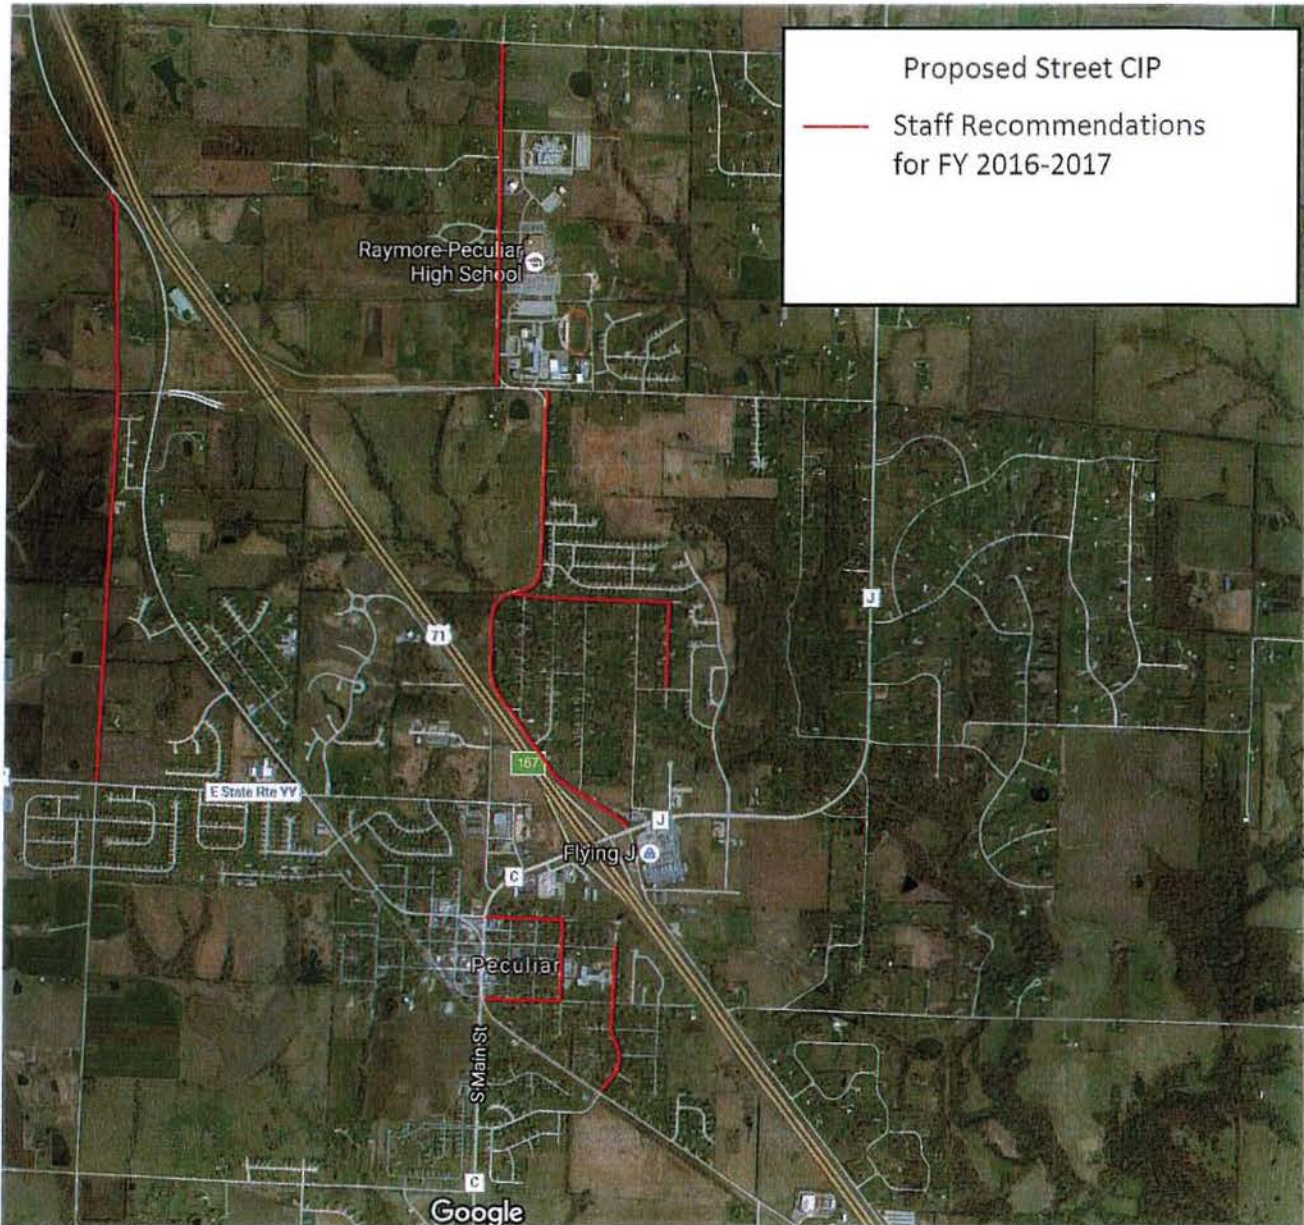 Proposed Street CIP
Staff Recommendations
for FY 2016-2017
Raymore-Peculiar
High School
71
J
167
E State Rte YY
J
Flying J
C
Peculiar
S Main St
C
Google